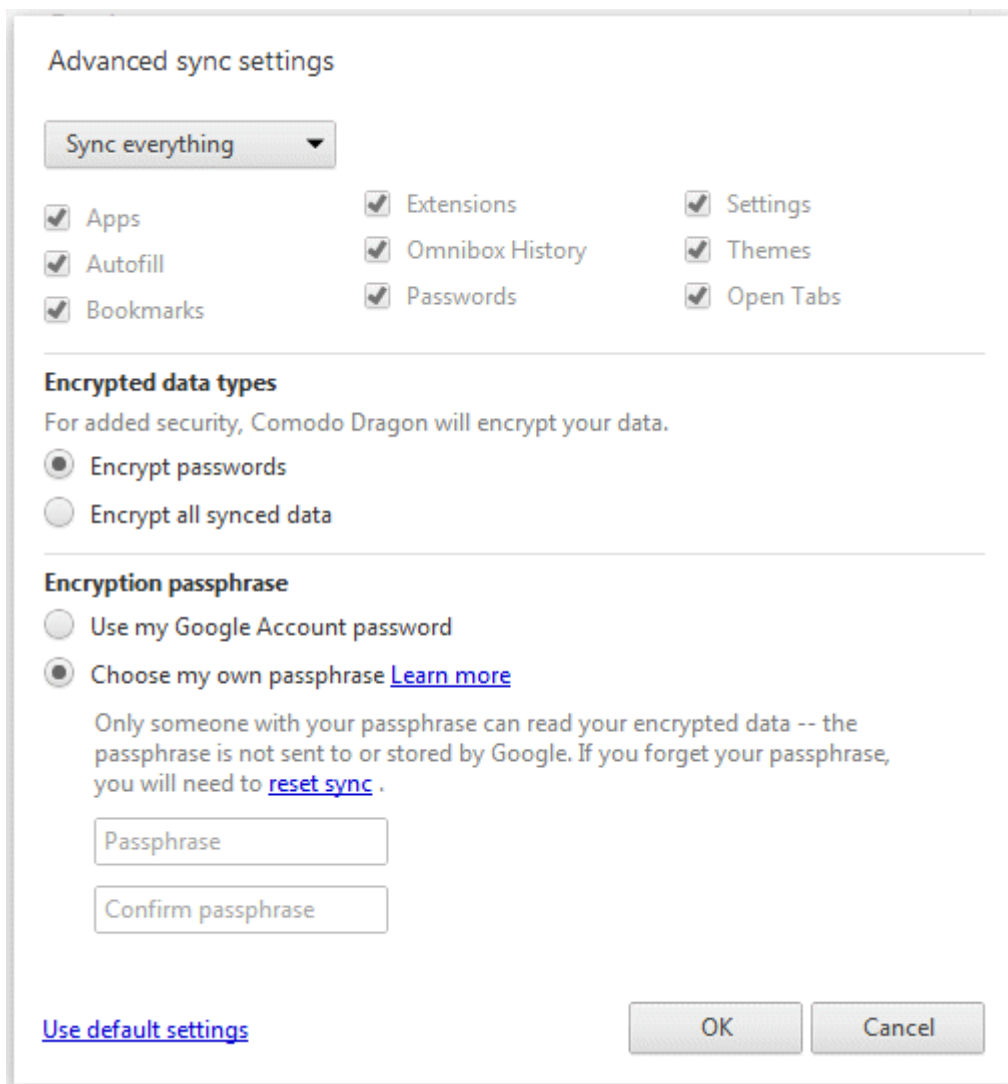 Advanced sync settings
Sync everything
Apps
Autofill
Bookmarks
Extensions
Omnibox History
Passwords
Settings
Themes
Open Tabs
Encrypted data types
For added security, Comodo Dragon will encrypt your data.
Encrypt passwords
Encrypt all synced data
Encryption passphrase
Use my Google Account password
Choose my own passphrase Learn more
Only someone with your passphrase can read your encrypted data -- the
passphrase is not sent to or stored by Google. If you forget your passphrase,
you will need to reset sync .
Passphrase
Confirm passphrase
Use default settings
OK
Cancel